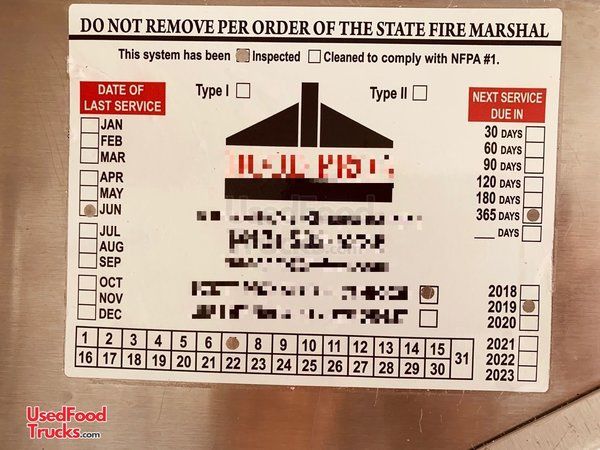 DO NOT REMOVE PER ORDER OF THE STATE FIRE MARSHAL
This system has been Inspected Cleaned to comply with NFPA #1.
DATE OF
LAST SERVICE
JAN
FEB
MAR
APR
MAY
JUN
JUL
AUG
SEP
OCT
NOV
DEC
Type I Type II
NEXT SERVICE
DUE IN
30 DAYS
60 DAYS
90 DAYS
120 DAYS
180 DAYS
365 DAYS
___ DAYS
2018
2019
2020
2021
2022
2023
1 2 3 4 5 6 8 9 10 11 12 13 14 15 31
16 17 18 19 20 21 22 23 24 25 26 27 28 29 30
UsedFood
Trucks.com